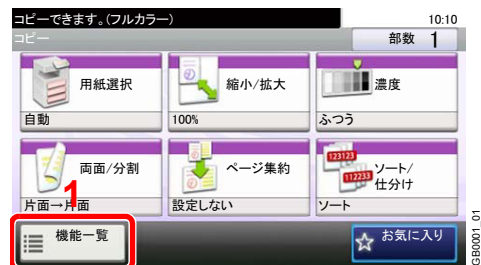 コピーできます。(フルカラー)
10:10
コピー
部数 1
用紙選択
自動
縮小/拡大
100%
濃度
ふつう
両面/分割
片面→片面
ページ集約
設定しない
123123
112233
ソート/
仕分け
ソート
1
機能一覧
お気に入り
GB0001_01